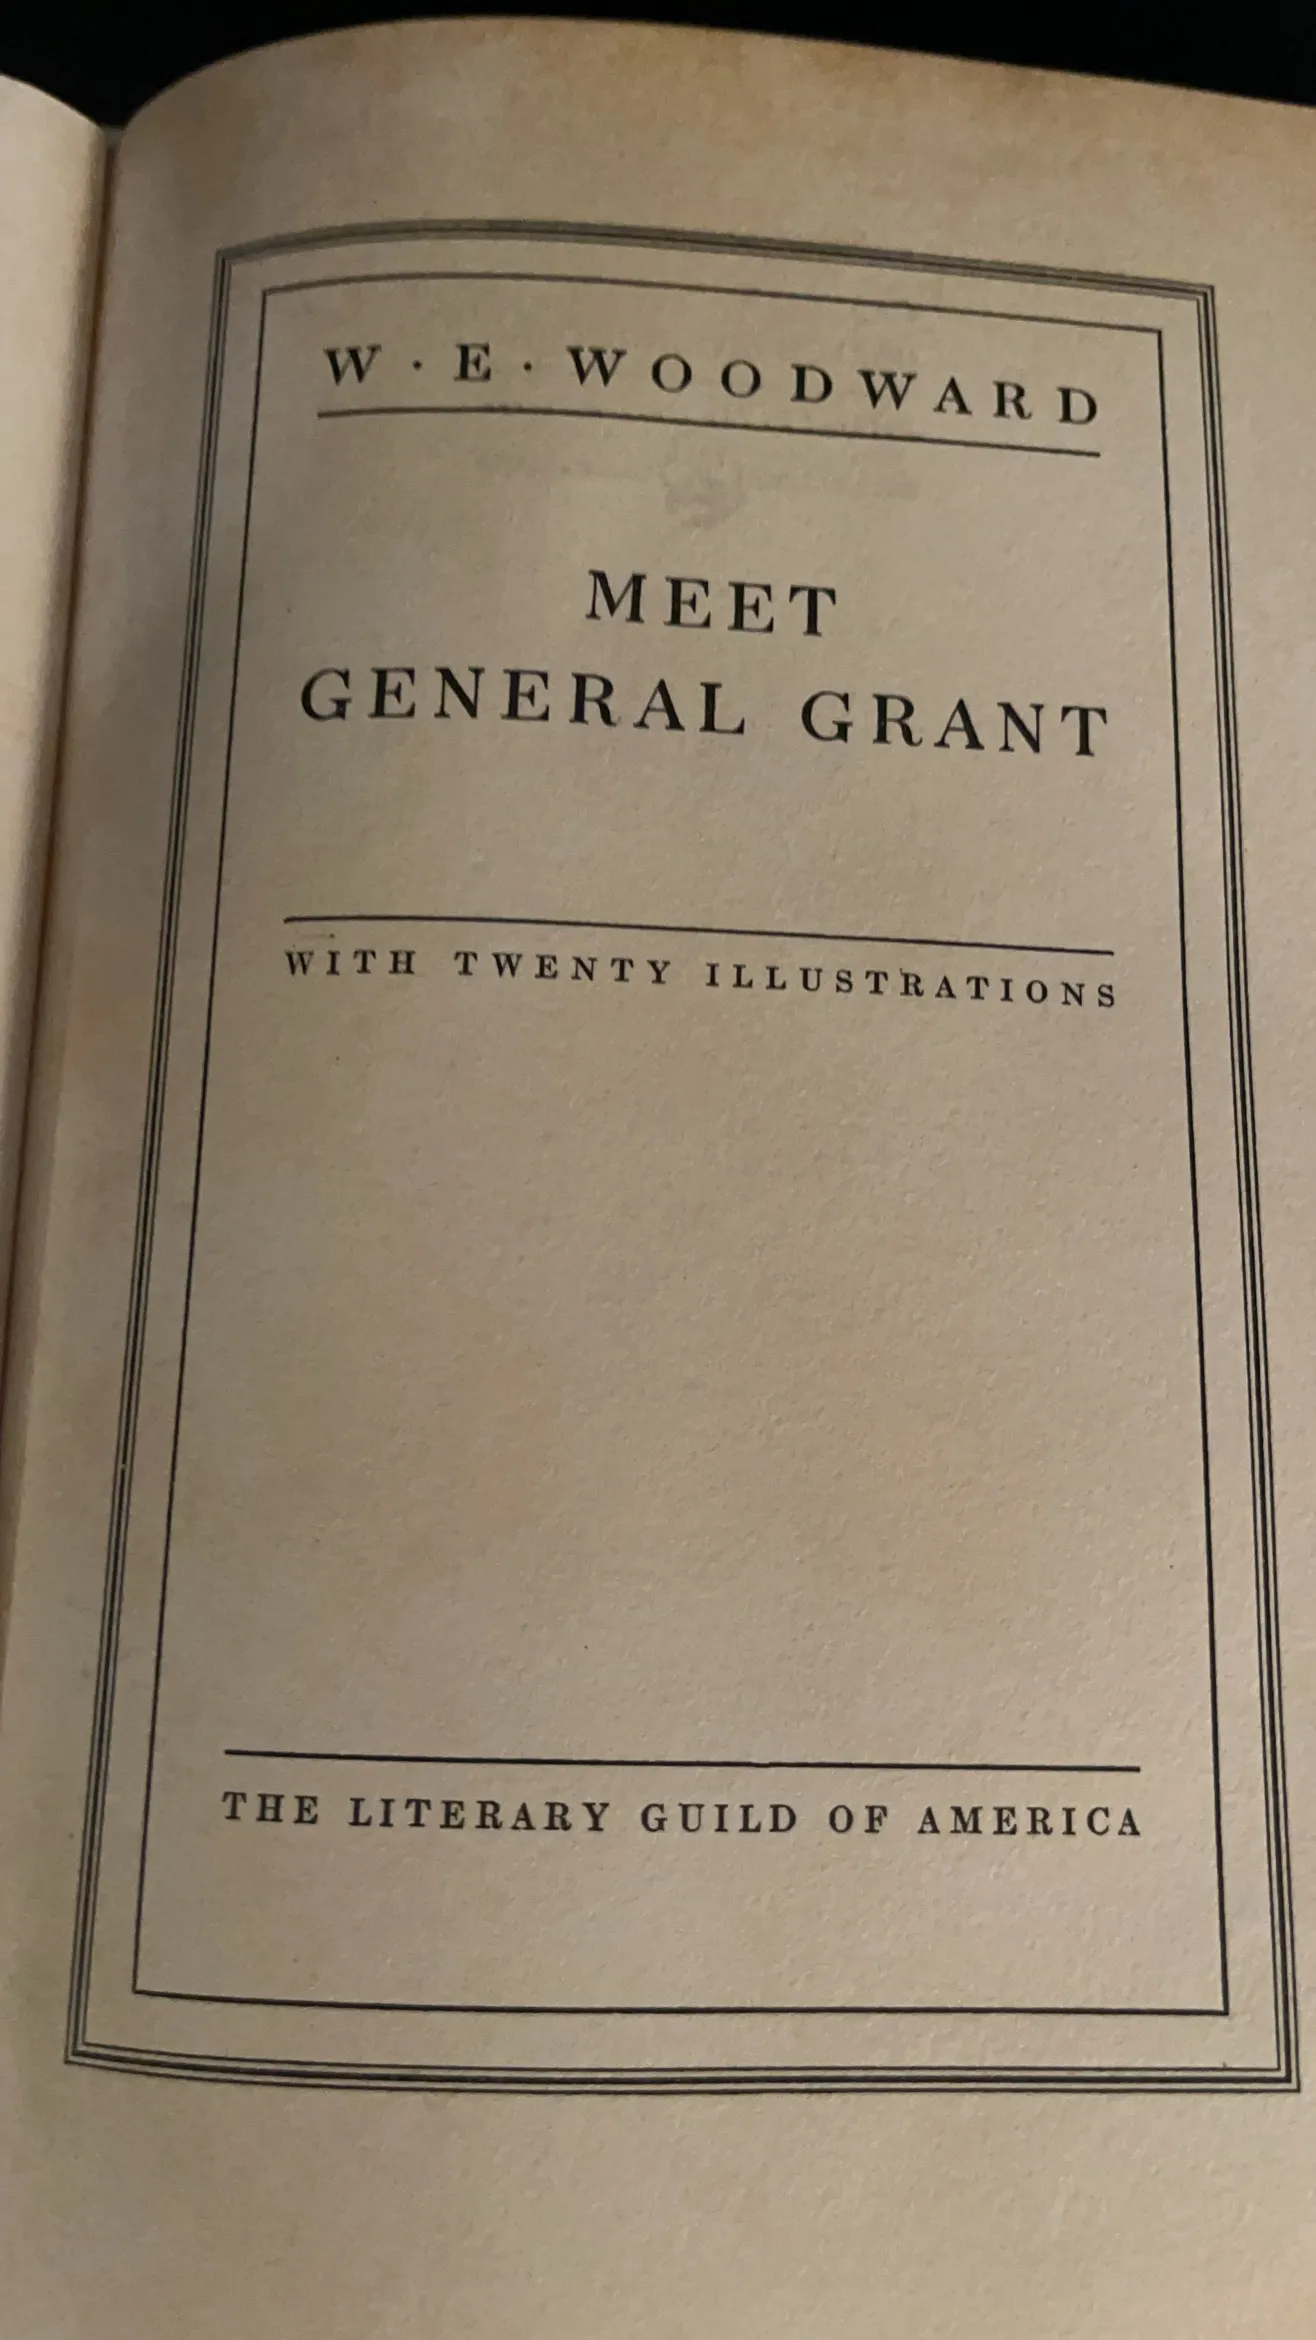 W · E · WOODWARD
MEET
GENERAL GRANT
WITH TWENTY ILLUSTRATIONS
THE LITERARY GUILD OF AMERICA